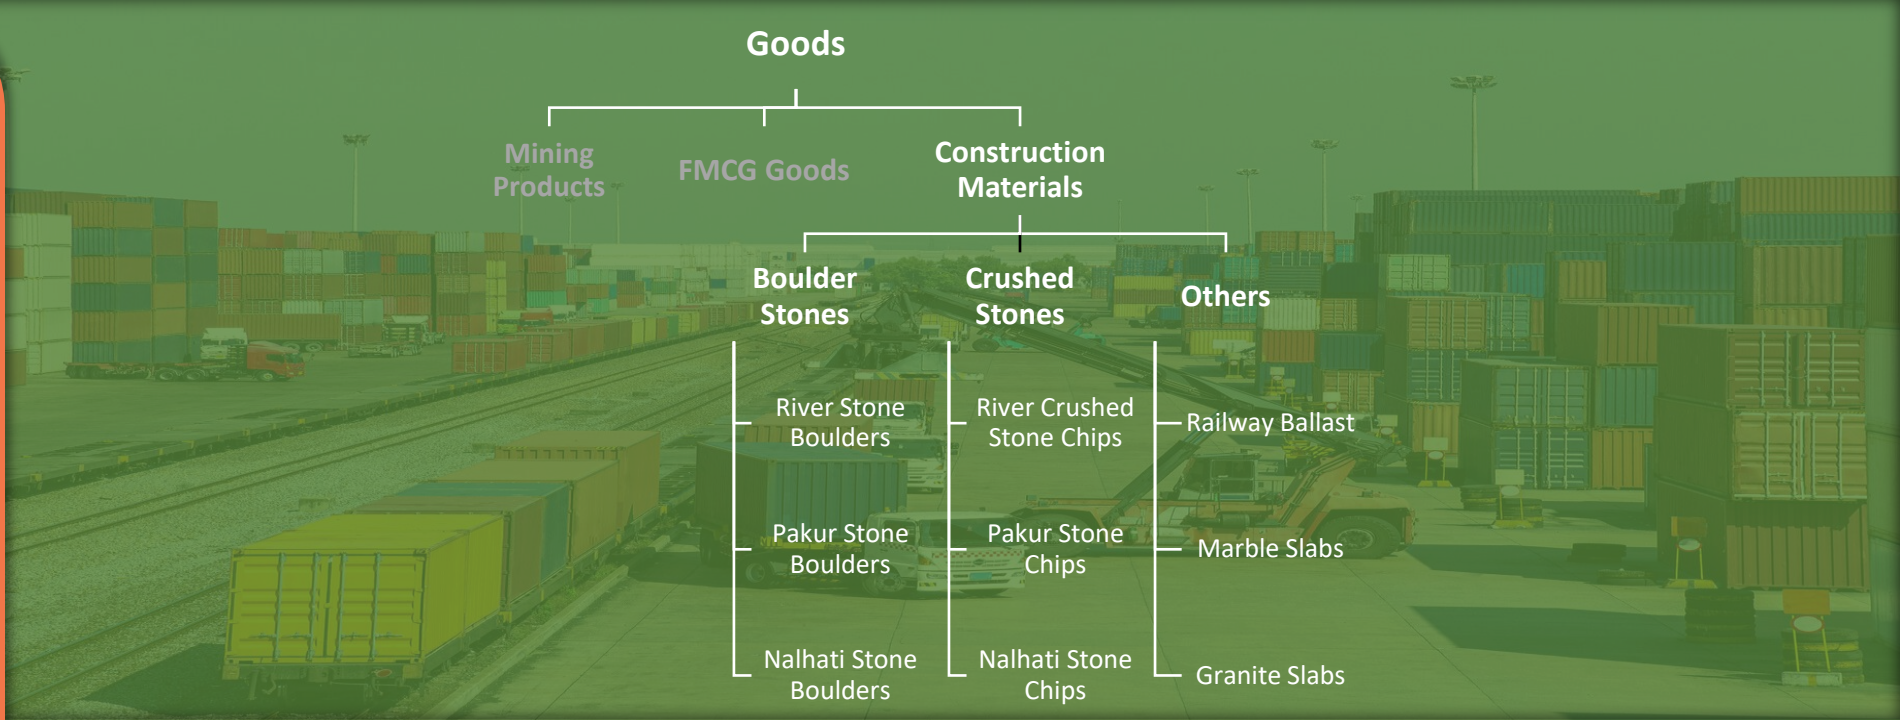 Goods
Mining
Products
FMCG Goods
Construction
Materials
Boulder
Stones
Crushed
Stones
Others
River Stone
Boulders
River Crushed
Stone Chips
Railway Ballast
Pakur Stone
Boulders
Pakur Stone
Chips
Marble Slabs
Nalhati Stone
Boulders
Nalhati Stone
Chips
Granite Slabs